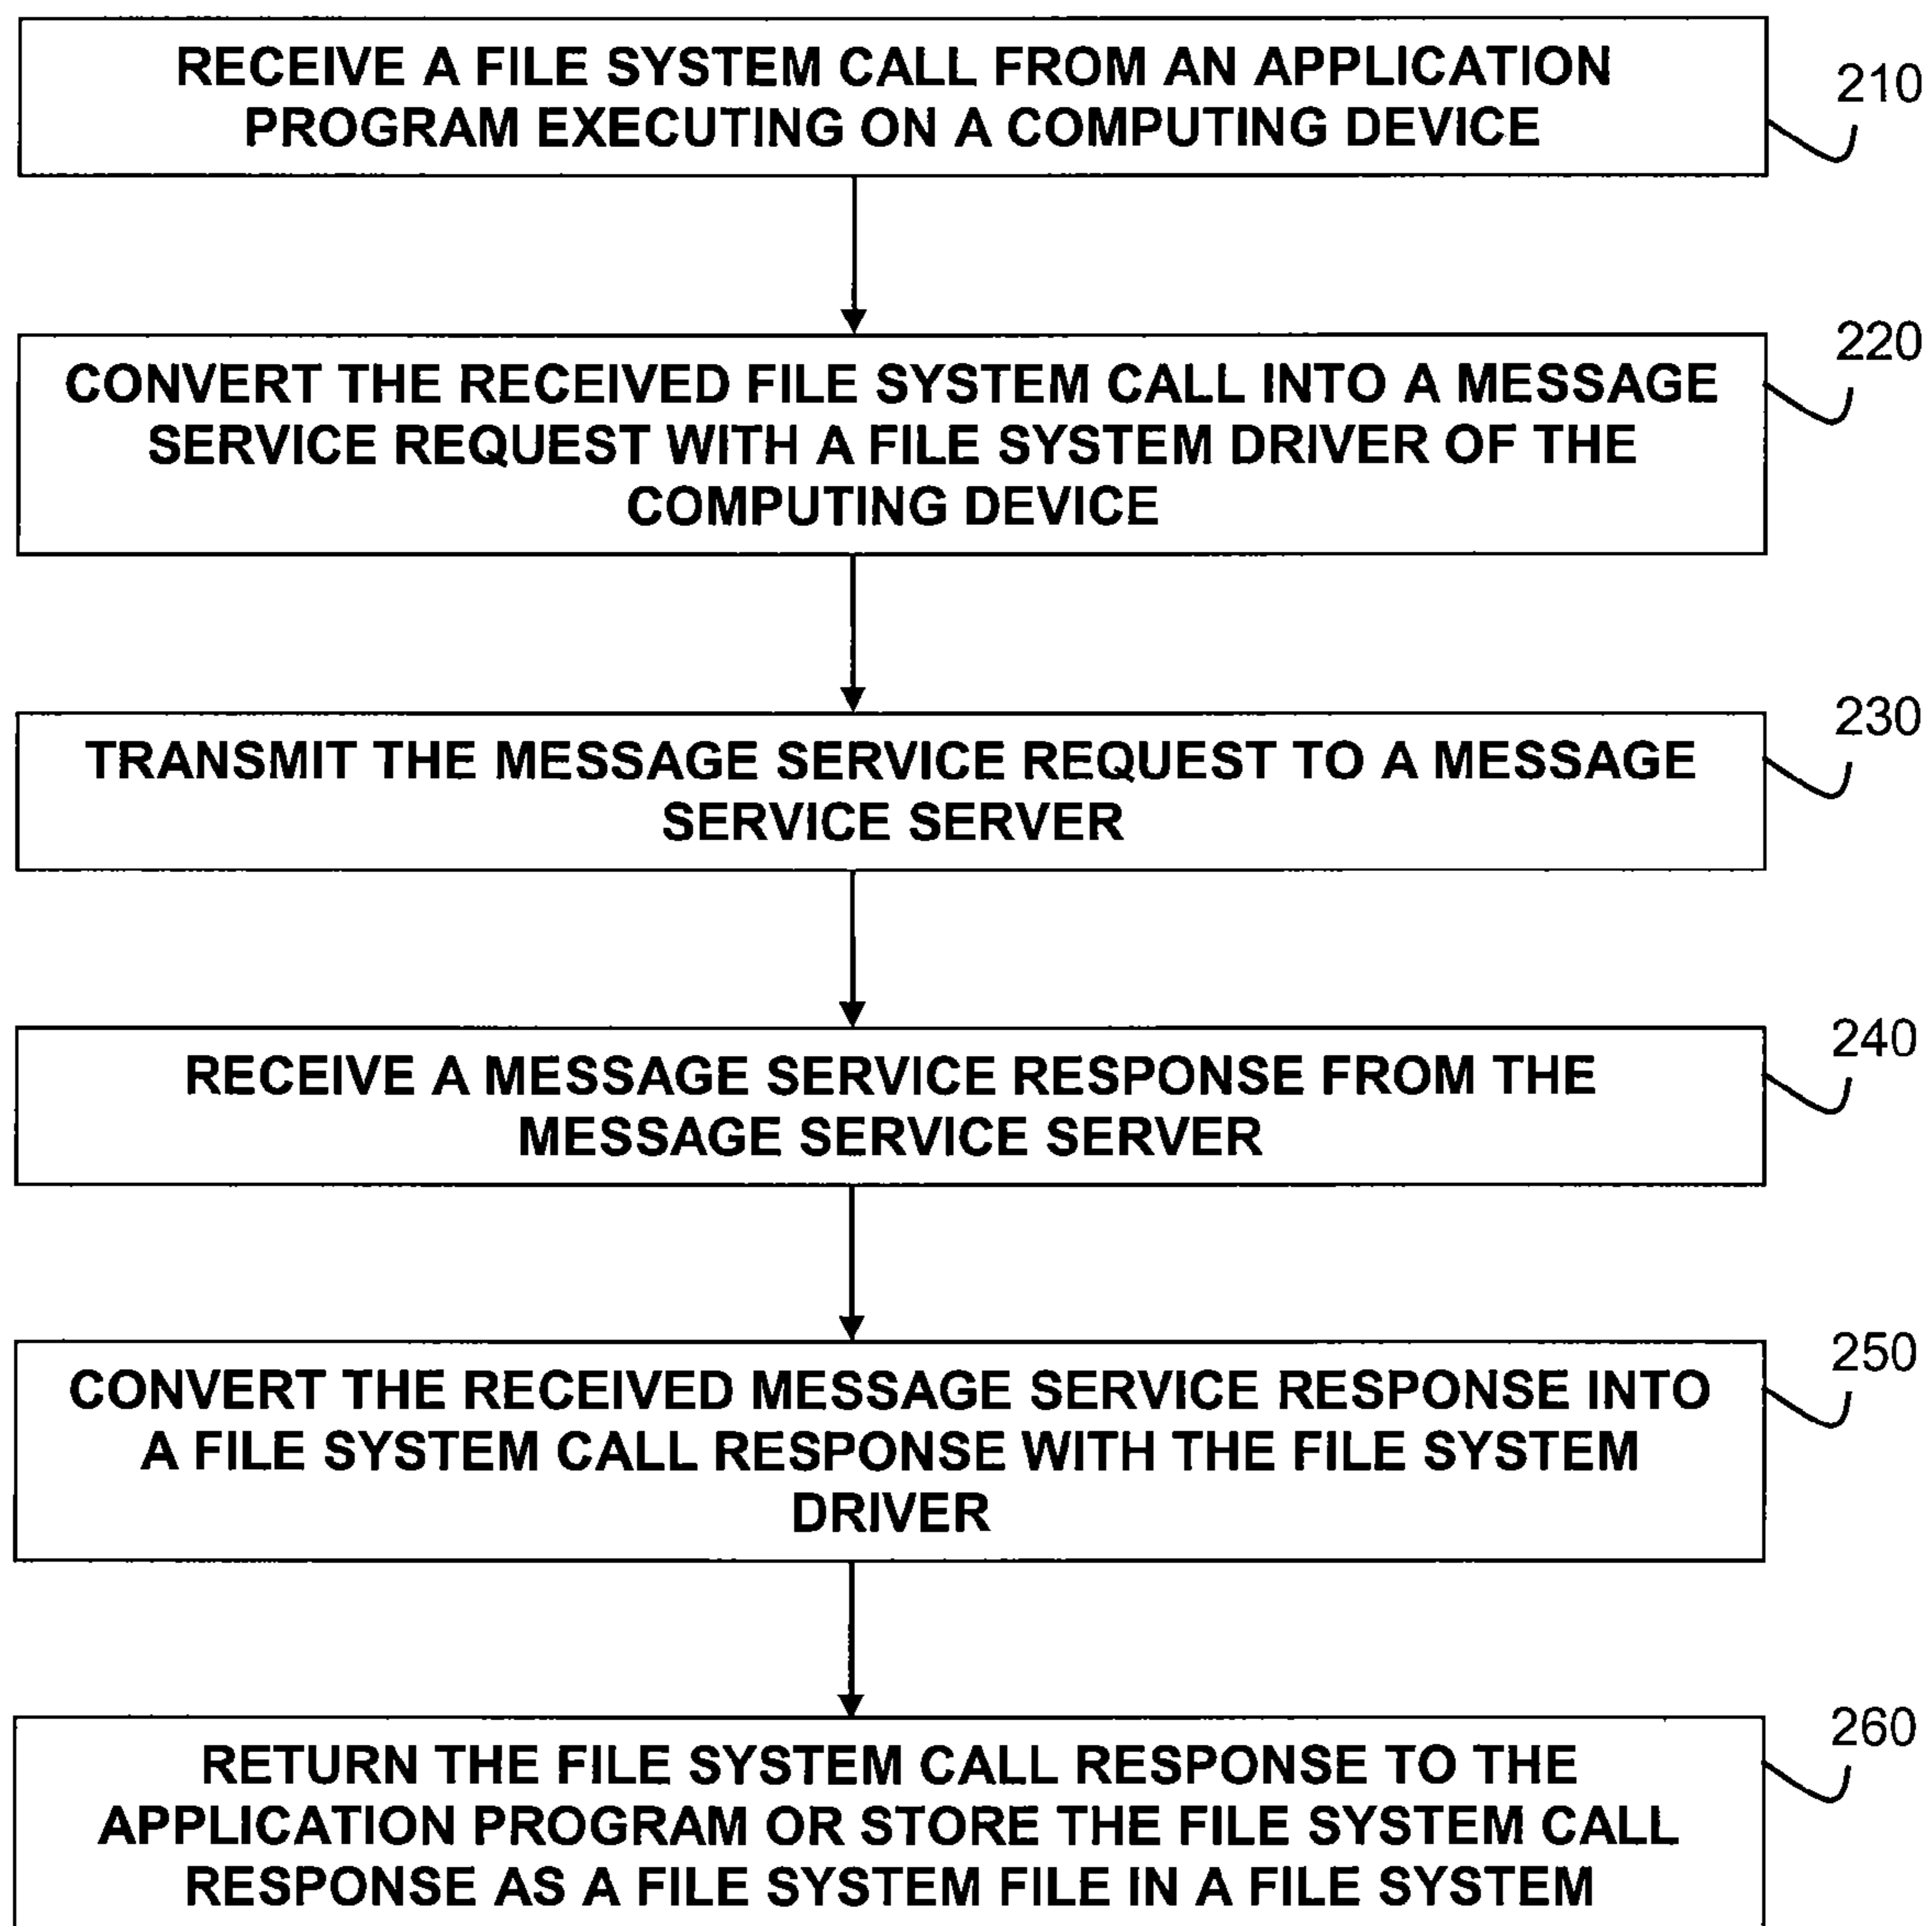 RECEIVE A FILE SYSTEM CALL FROM AN APPLICATION
PROGRAM EXECUTING ON A COMPUTING DEVICE
210
CONVERT THE RECEIVED FILE SYSTEM CALL INTO A MESSAGE
SERVICE REQUEST WITH A FILE SYSTEM DRIVER OF THE
COMPUTING DEVICE
220
TRANSMIT THE MESSAGE SERVICE REQUEST TO A MESSAGE
SERVICE SERVER
230
RECEIVE A MESSAGE SERVICE RESPONSE FROM THE
MESSAGE SERVICE SERVER
240
CONVERT THE RECEIVED MESSAGE SERVICE RESPONSE INTO
A FILE SYSTEM CALL RESPONSE WITH THE FILE SYSTEM
DRIVER
250
RETURN THE FILE SYSTEM CALL RESPONSE TO THE
APPLICATION PROGRAM OR STORE THE FILE SYSTEM CALL
RESPONSE AS A FILE SYSTEM FILE IN A FILE SYSTEM
260